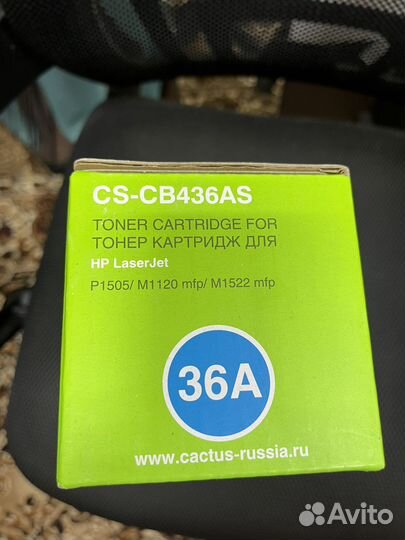 CS-CB436AS
TONER CARTRIDGE FOR
ТОНЕР КАРТРИДЖ ДЛЯ
HP LaserJet
P1505/ M1120 mfp/ M1522 mfp
36A
www.cactus-russia.ru
Avito